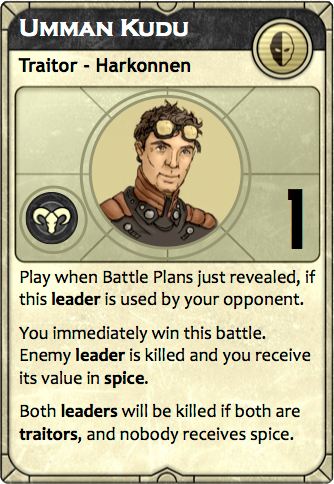 Umman Kudu
Traitor - Harkonnen
1
Play when Battle Plans just revealed, if
this leader is used by your opponent.
You immediately win this battle.
Enemy leader is killed and you receive
its value in spice.
Both leaders will be killed if both are
traitors, and nobody receives spice.